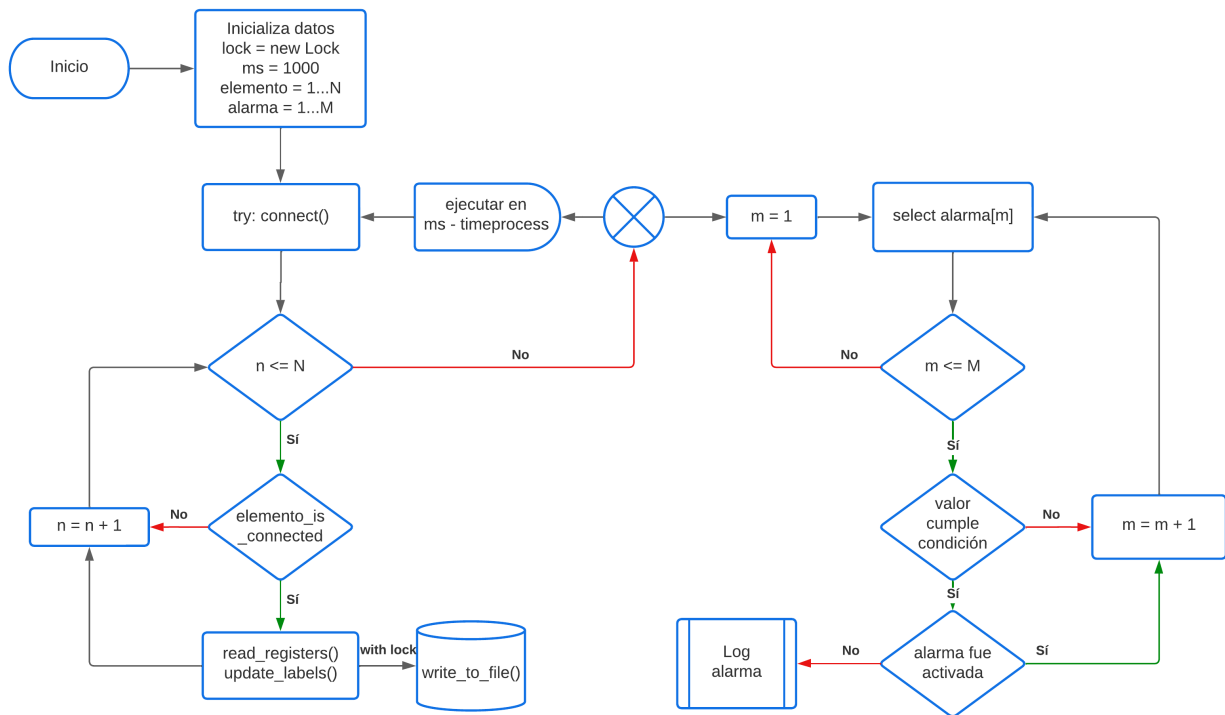 Inicio
Inicializa datos
lock = new Lock
ms = 1000
elemento = 1...N
alarma = 1...M
try: connect()
ejecutar en
ms - timeprocess
m = 1
select alarma[m]
n <= N
No
No
m <= M
Sí
Sí
n = n + 1
No
elemento_is
_connected
valor
cumple
condición
No
m = m + 1
Sí
Sí
read_registers()
update_labels()
with lock
write_to_file()
Log
alarma
No
alarma fue
activada
Sí